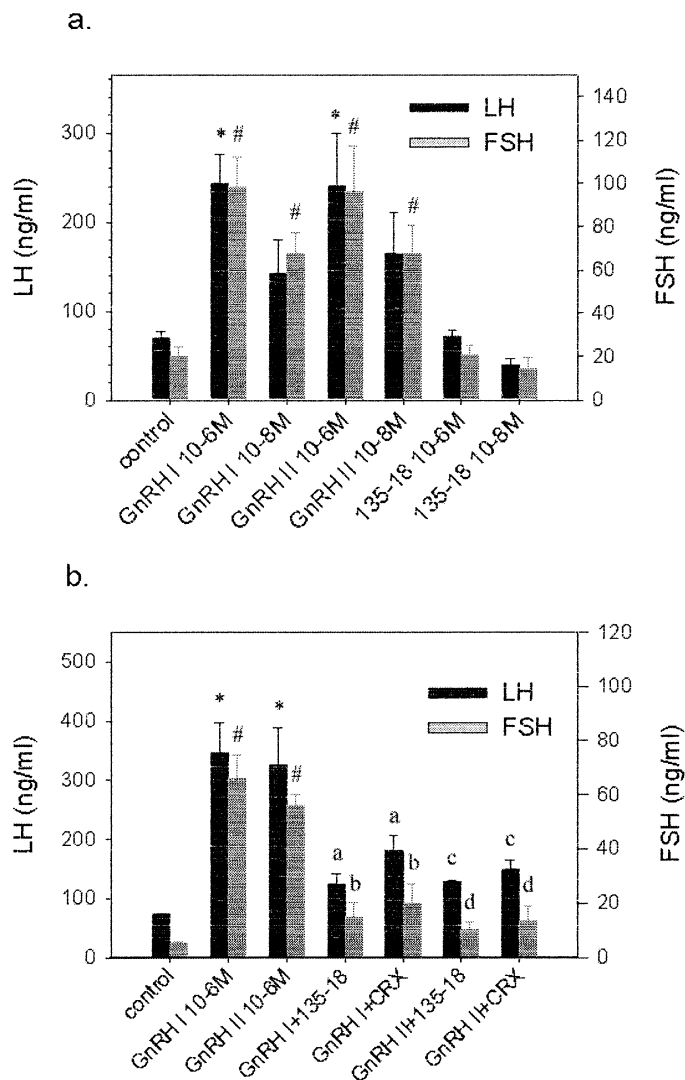 a.
LH
FSH
LH (ng/ml)
FSH (ng/ml)
300
200
100
0
140
120
100
80
60
40
20
0
* # # * # #
control
GnRH I 10-6M
GnRH I 10-8M
GnRH II 10-6M
GnRH II 10-8M
135-18 10-6M
135-18 10-8M
b.
LH
FSH
LH (ng/ml)
FSH (ng/ml)
500
400
300
200
100
0
120
100
80
60
40
20
0
* # * # a b a b c d c d
control
GnRH I 10-6M
GnRH II 10-6M
GnRH I+135-18
GnRH I+CRX
GnRH II+135-18
GnRH II+CRX